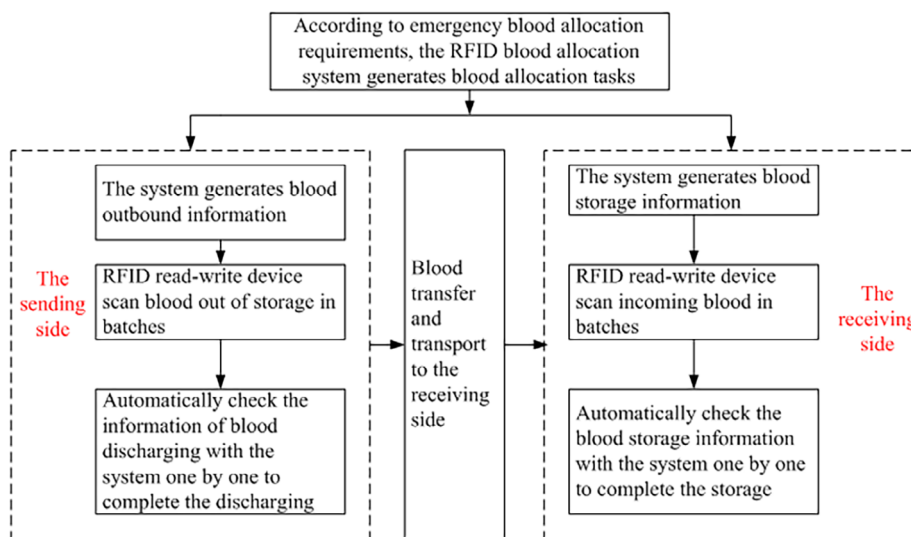 According to emergency blood allocation
requirements, the RFID blood allocation
system generates blood allocation tasks
The system generates blood
outbound information
RFID read-write device
scan blood out of storage in
batches
Automatically check the
information of blood
discharging with the
system one by one to
complete the discharging
The
sending
side
Blood
transfer
and
transport
to the
receiving
side
The system generates blood
storage information
RFID read-write device
scan incoming blood in
batches
Automatically check the
blood storage information
with the system one by one
to complete the storage
The
receiving
side